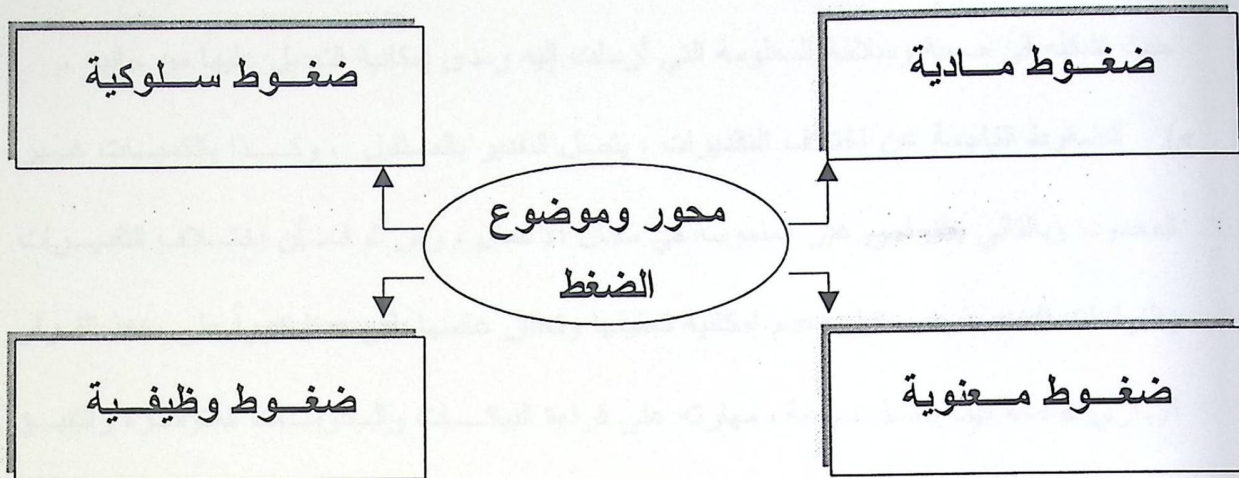 ضغوط مادية
ضغوط سلوكية
محور وموضوع
الضغط
ضغوط معنوية
ضغوط وظيفية